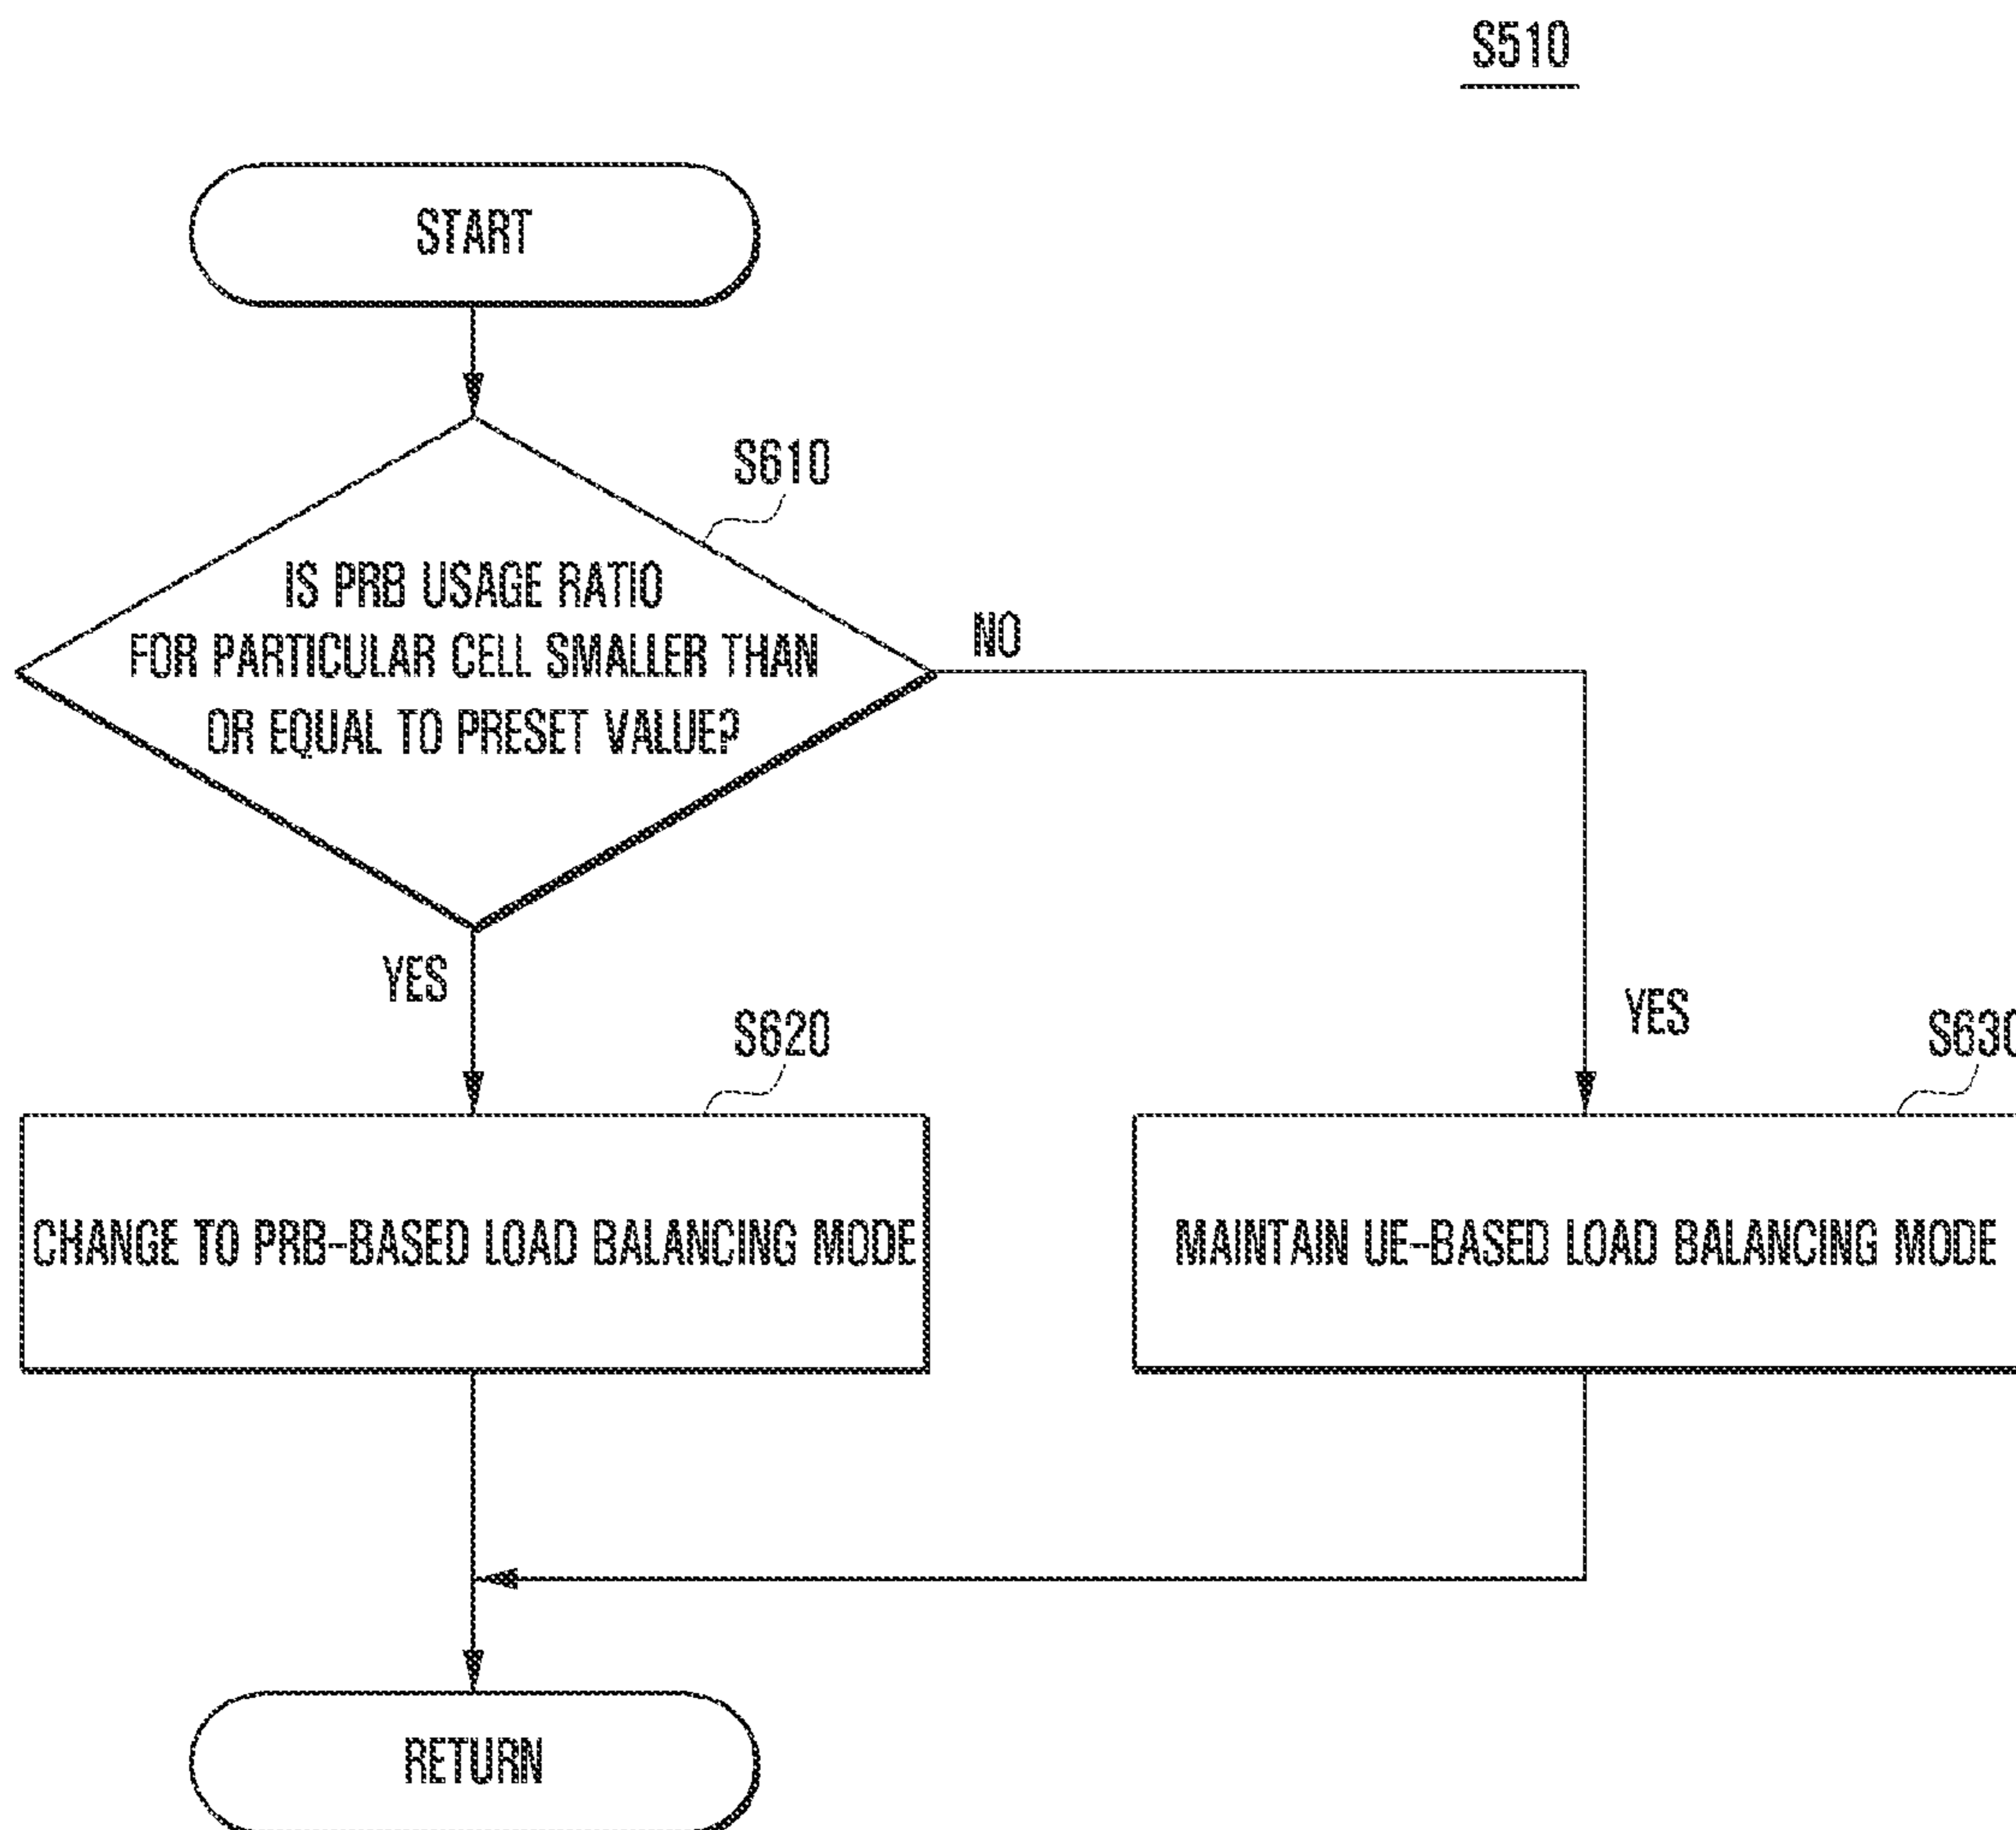 S510
START
S610
IS PRB USAGE RATIO
FOR PARTICULAR CELL SMALLER THAN
OR EQUAL TO PRESET VALUE?
NO
YES
YES
S620
S630
CHANGE TO PRB-BASED LOAD BALANCING MODE
MAINTAIN UE-BASED LOAD BALANCING MODE
RETURN